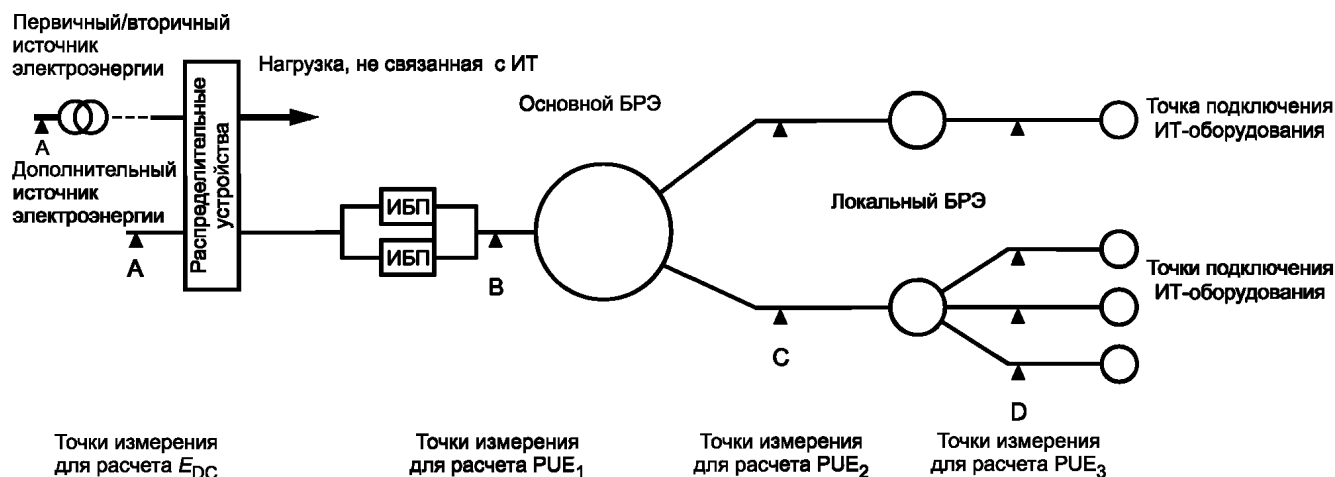 Первичный/вторичный
источник
электроэнергии
Нагрузка, не связанная с ИТ
Основной БРЭ
Точка подключения
ИТ-оборудования
A
Дополнительный
источник
электроэнергии
Распределительные
устройства
Локальный БРЭ
ИБП
ИБП
A
B
Точки подключения
ИТ-оборудования
C
D
Точки измерения
для расчета EDC
Точки измерения
для расчета PUE1
Точки измерения
для расчета PUE2
Точки измерения
для расчета PUE3